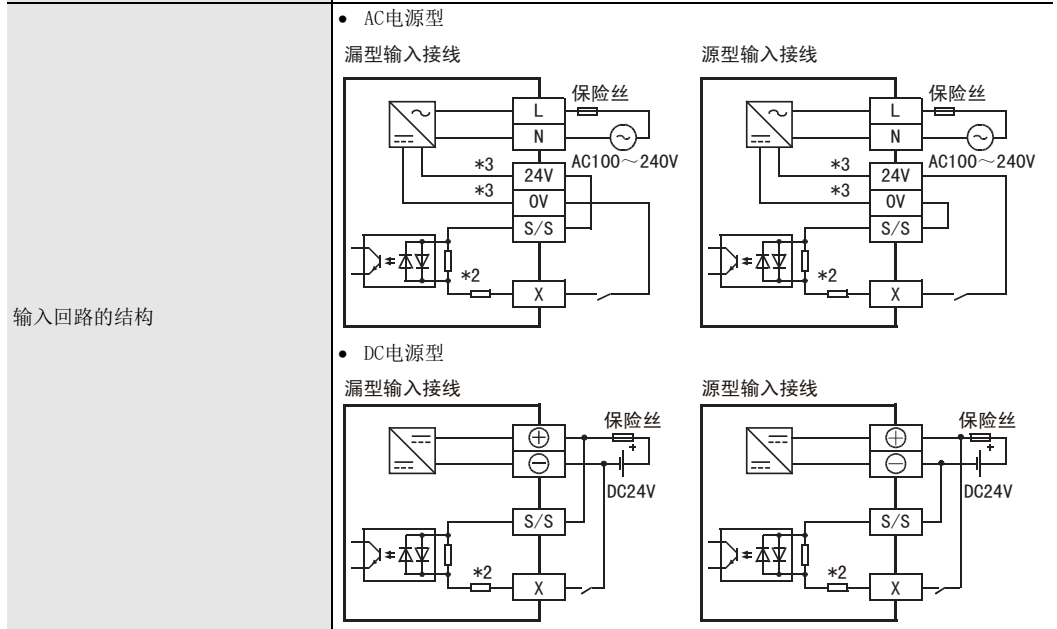 输入回路的结构
● AC电源型
漏型输入接线
保险丝
L
N
AC100～240V
*3
24V
*3
0V
S/S
*2
X
源型输入接线
保险丝
L
N
AC100～240V
*3
24V
*3
0V
S/S
*2
X
● DC电源型
漏型输入接线
保险丝
+
DC24V
S/S
*2
X
源型输入接线
保险丝
+
DC24V
S/S
*2
X